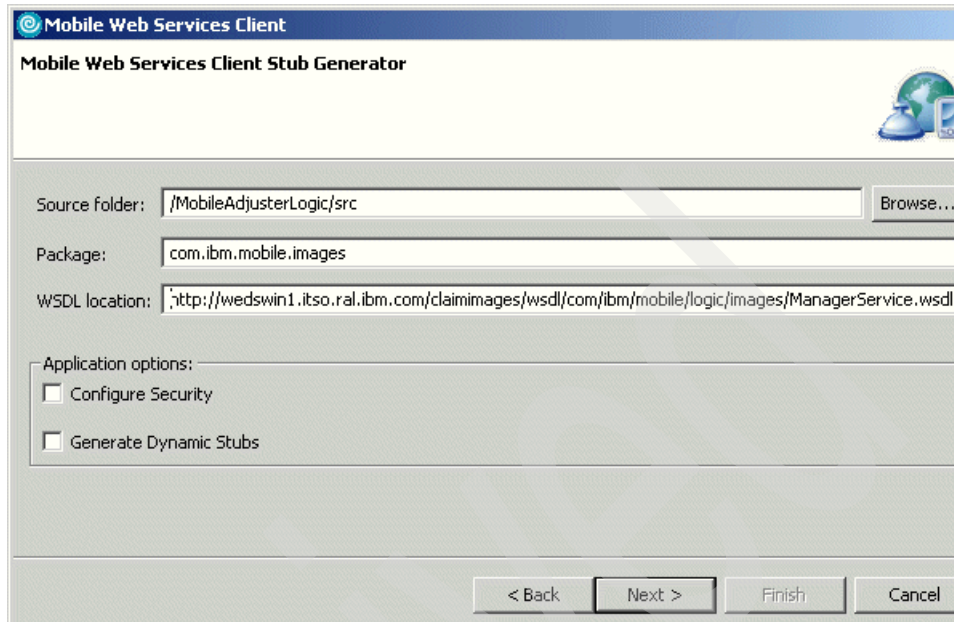 Mobile Web Services Client
Mobile Web Services Client Stub Generator
Source folder: /MobileAdjusterLogic/src Browse...
Package: com.ibm.mobile.images
WSDL location: http://wedswin1.itso.ral.ibm.com/claimimages/wsdl/com/ibm/mobile/logic/images/ManagerService.wsdl
Application options:
Configure Security
Generate Dynamic Stubs
< Back Next > Finish Cancel